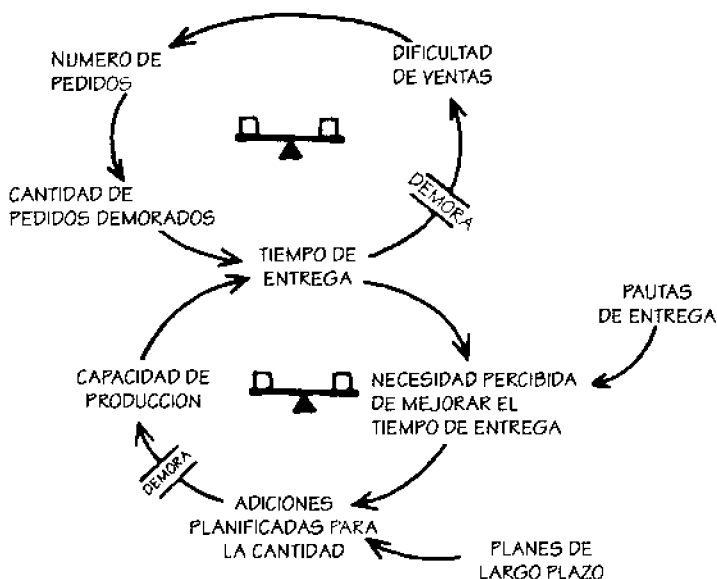 NUMERO DE
PEDIDOS
DIFICULTAD
DE VENTAS
CANTIDAD DE
PEDIDOS DEMORADOS
DEMORA
TIEMPO DE
ENTREGA
PAUTAS
DE ENTREGA
CAPACIDAD DE
PRODUCCION
NECESIDAD PERCIBIDA
DE MEJORAR EL
TIEMPO DE ENTREGA
DEMORA
ADICIONES
PLANIFICADAS PARA
LA CANTIDAD
PLANES DE
LARGO PLAZO